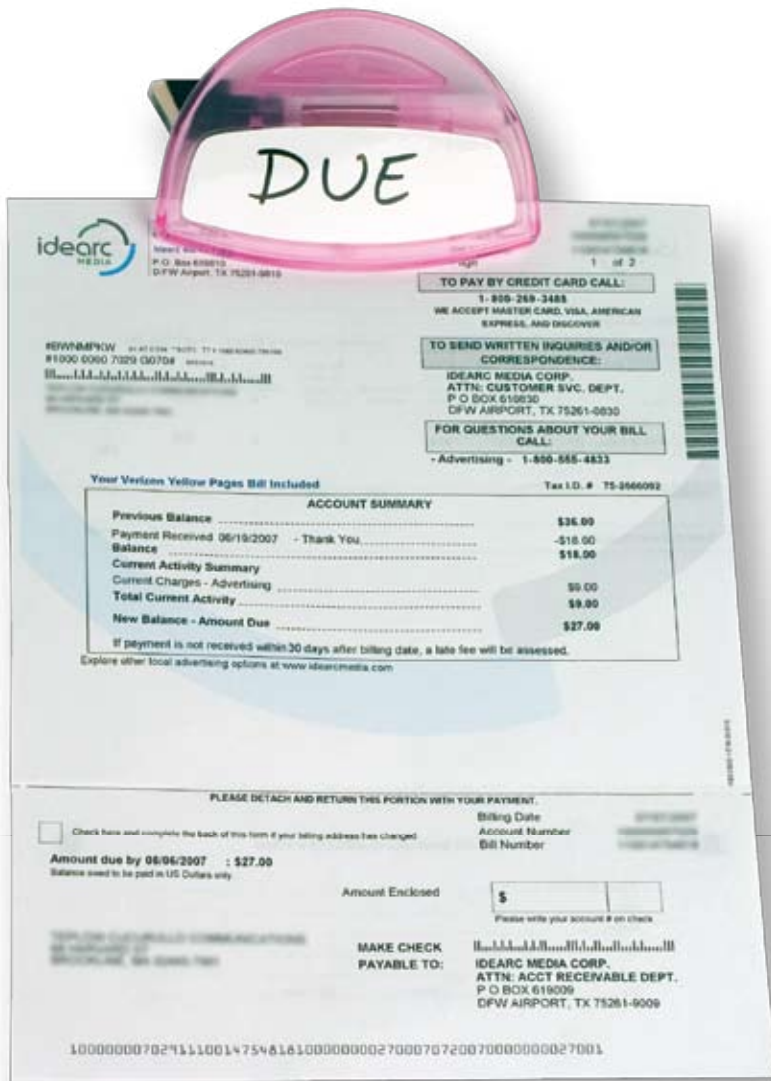 DUE
idearc
MEDIA
P.O. Box 619810
DFW Airport, TX 75261-9810
1 of 2
TO PAY BY CREDIT CARD CALL:
1-800-269-3488
WE ACCEPT MASTER CARD, VISA, AMERICAN
EXPRESS, AND DISCOVER
#BWNMPKW
TO SEND WRITTEN INQUIRIES AND/OR
CORRESPONDENCE:
IDEARC MEDIA CORP.
ATTN: CUSTOMER SVC. DEPT.
P O BOX 610830
DFW AIRPORT, TX 75261-0830
FOR QUESTIONS ABOUT YOUR BILL
CALL:
- Advertising - 1-800-555-4833
Your Verizon Yellow Pages Bill Included
Tax I.D. # 75-2666092
ACCOUNT SUMMARY
Previous Balance $36.00
Payment Received 06/19/2007 - Thank You -$18.00
Balance $18.00
Current Activity Summary
Current Charges - Advertising $9.00
Total Current Activity $9.00
New Balance - Amount Due $27.00
If payment is not received within 30 days after billing date, a late fee will be assessed.
Explore other local advertising options at www.idearcmedia.com
PLEASE DETACH AND RETURN THIS PORTION WITH YOUR PAYMENT.
Billing Date
Check here and complete the back of this form if your billing address has changed
Account Number
Bill Number
Amount due by 08/06/2007 : $27.00
Balance owed to be paid in US Dollars only
Amount Enclosed $
Please write your account # on check
MAKE CHECK
PAYABLE TO:
IDEARC MEDIA CORP.
ATTN: ACCT RECEIVABLE DEPT.
P O BOX 619009
DFW AIRPORT, TX 75261-9009